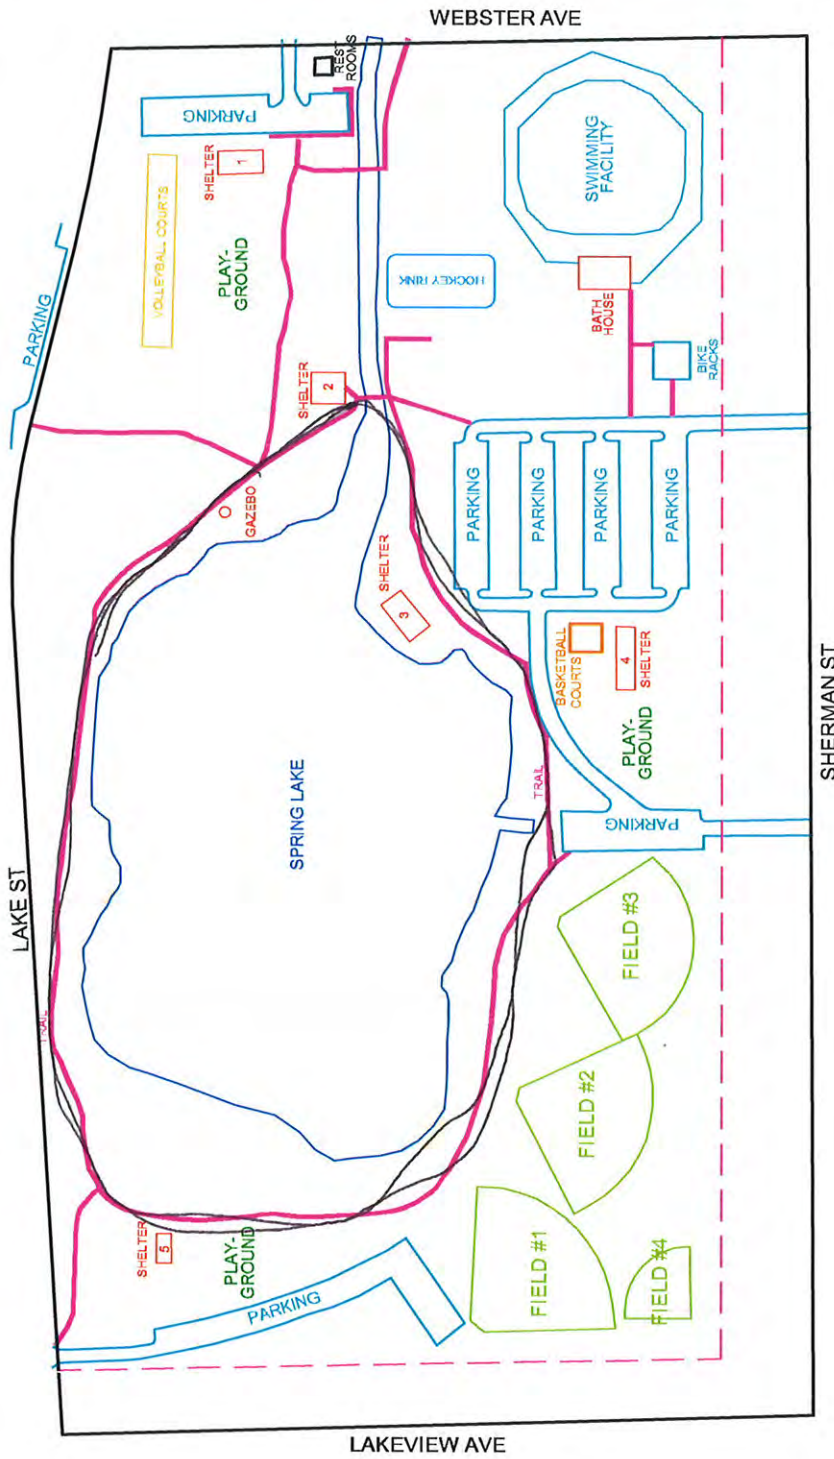 WEBSTER AVE
REST
ROOMS
PARKING
SHELTER
1
VOLLEYBALL COURTS
PLAY-
GROUND
SWIMMING
FACILITY
HOCKEY RINK
BATH
HOUSE
BIKE
RACKS
PARKING
SHELTER
2
GAZEBO
PARKING
PARKING
PARKING
PARKING
SHELTER
3
BASKETBALL
COURTS
4
SHELTER
PLAY-
GROUND
TRAIL
PARKING
SPRING LAKE
SHERMAN ST
LAKE ST
TRAIL
FIELD #3
FIELD #2
FIELD #1
FIELD #4
SHELTER
5
PLAY-
GROUND
PARKING
LAKEVIEW AVE